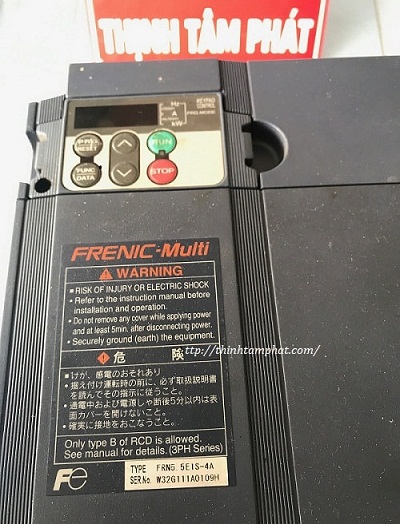 THỊNH TÂM PHÁT
Hz
A
kW
KEYPAD
CONTROL
PRG.MODE
PRG
RESET
RUN
FUNC
DATA
STOP
FRENIC-Multi
WARNING
RISK OF INJURY OR ELECTRIC SHOCK
Refer to the instruction manual before
installation and operation.
Do not remove any cover while applying power
and at least 5min. after disconnecting power.
Securely ground (earth) the equipment.
危険
http://thinhtamphat.com/
けが、感電のおそれあり
据え付け運転時の前に、必ず取扱説明書
を読んでその指示に従うこと。
通電中および電源しゃ断後5分以内は表
面カバーを開けないこと。
確実に接地をおこなうこと。
Only type B of RCD is allowed.
See manual for details. (3PH Series)
Fe
TYPE FRN5.5E1S-4A
SER.No. W32G111A0109H